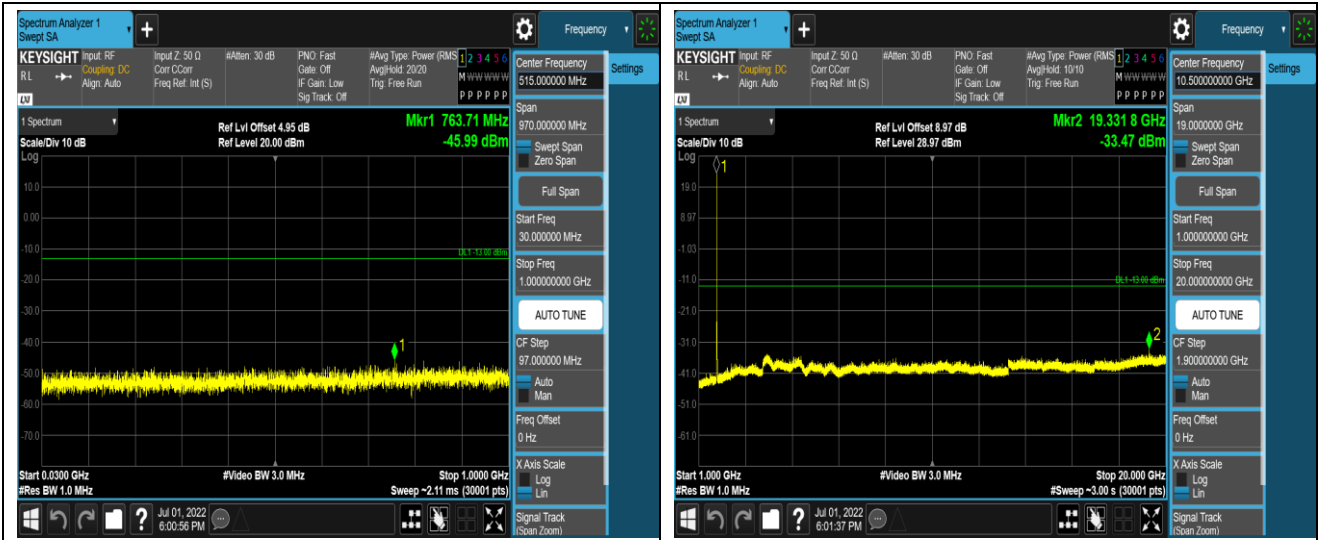 Spectrum Analyzer 1
Swept SA
+
Frequency
KEYSIGHT
RL
LXI
Input: RF
Coupling: DC
Align: Auto
Input Z: 50 Ω
Corr CCorr
Freq Ref: Int (S)
#Atten: 30 dB
PNO: Fast
Gate: Off
IF Gain: Low
Sig Track: Off
#Avg Type: Power (RMS
Avg|Hold: 20/20
Trig: Free Run
1 2 3 4 5 6
M W W W W W
P P P P P P
Center Frequency
515.000000 MHz
Settings
Span
970.000000 MHz
Swept Span
Zero Span
Full Span
Start Freq
30.000000 MHz
Stop Freq
1.000000000 GHz
AUTO TUNE
CF Step
97.000000 MHz
Auto
Man
Freq Offset
0 Hz
X Axis Scale
Log
Lin
Signal Track
(Span Zoom)
1 Spectrum
Scale/Div 10 dB
Log
Ref Lvl Offset 4.95 dB
Ref Level 20.00 dBm
Mkr1 763.71 MHz
-45.99 dBm
10.0
0.00
-10.0
DL1 -13.00 dBm
-20.0
-30.0
-40.0
1
-50.0
-60.0
-70.0
Start 0.0300 GHz
#Res BW 1.0 MHz
#Video BW 3.0 MHz
Stop 1.0000 GHz
Sweep ~2.11 ms (30001 pts)
?
Jul 01, 2022
6:00:56 PM
Spectrum Analyzer 1
Swept SA
+
Frequency
KEYSIGHT
RL
LXI
Input: RF
Coupling: DC
Align: Auto
Input Z: 50 Ω
Corr CCorr
Freq Ref: Int (S)
#Atten: 30 dB
PNO: Fast
Gate: Off
IF Gain: Low
Sig Track: Off
#Avg Type: Power (RMS
Avg|Hold: 10/10
Trig: Free Run
1 2 3 4 5 6
M W W W W W
P P P P P P
Center Frequency
10.500000000 GHz
Settings
Span
19.0000000 GHz
Swept Span
Zero Span
Full Span
Start Freq
1.000000000 GHz
Stop Freq
20.000000000 GHz
AUTO TUNE
CF Step
1.900000000 GHz
Auto
Man
Freq Offset
0 Hz
X Axis Scale
Log
Lin
Signal Track
(Span Zoom)
1 Spectrum
Scale/Div 10 dB
Log
Ref Lvl Offset 8.97 dB
Ref Level 28.97 dBm
Mkr2 19.331 8 GHz
-33.47 dBm
1
19.0
8.97
-1.03
-11.0
DL1 -13.00 dBm
-21.0
-31.0
2
-41.0
-51.0
-61.0
Start 1.000 GHz
#Res BW 1.0 MHz
#Video BW 3.0 MHz
Stop 20.000 GHz
#Sweep ~3.00 s (30001 pts)
?
Jul 01, 2022
6:01:37 PM